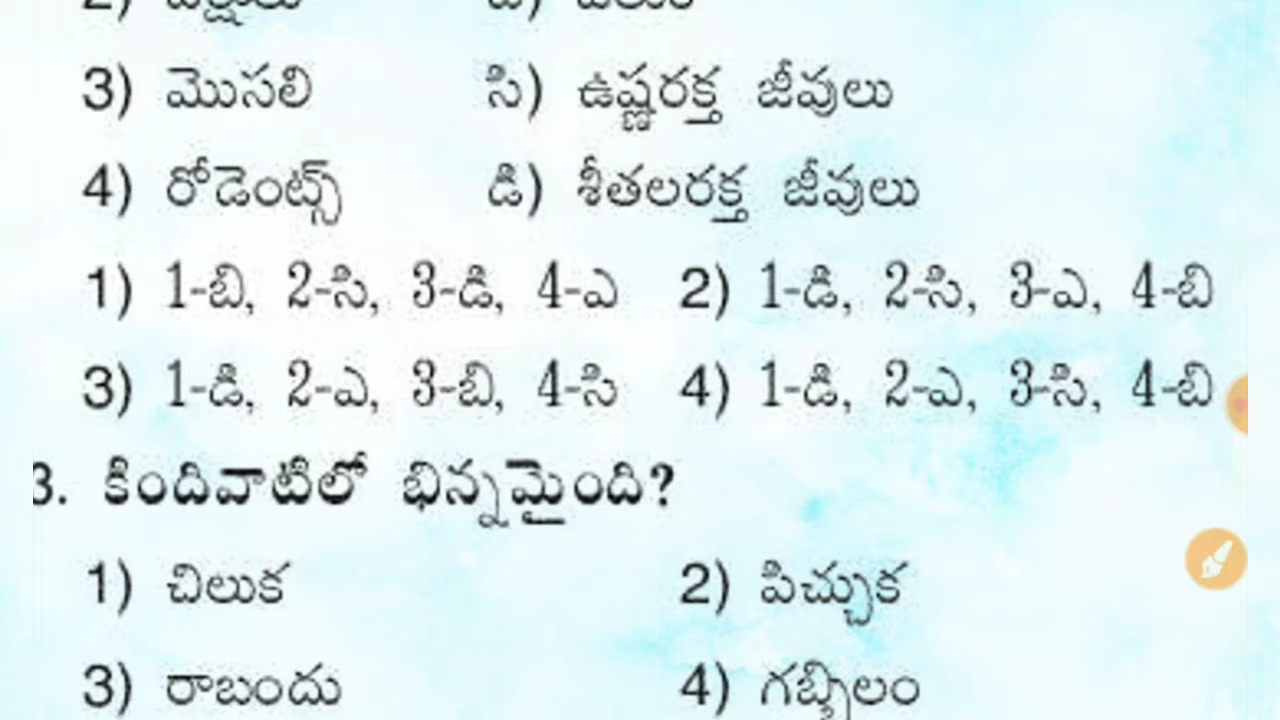 3) మొసలి సి) ఉష్ణరక్త జీవులు
4) రోడెంట్స్ డి) శీతలరక్త జీవులు
1) 1-బి, 2-సి, 3-డి, 4-ఎ 2) 1-డి, 2-సి, 3-ఎ, 4-బి
3) 1-డి, 2-ఎ, 3-బి, 4-సి 4) 1-డి, 2-ఎ, 3-సి, 4-బి
3. కిందివాటిలో భిన్నమైంది?
1) చిలుక 2) పిచ్చుక
3) రాబందు 4) గబ్బిలం